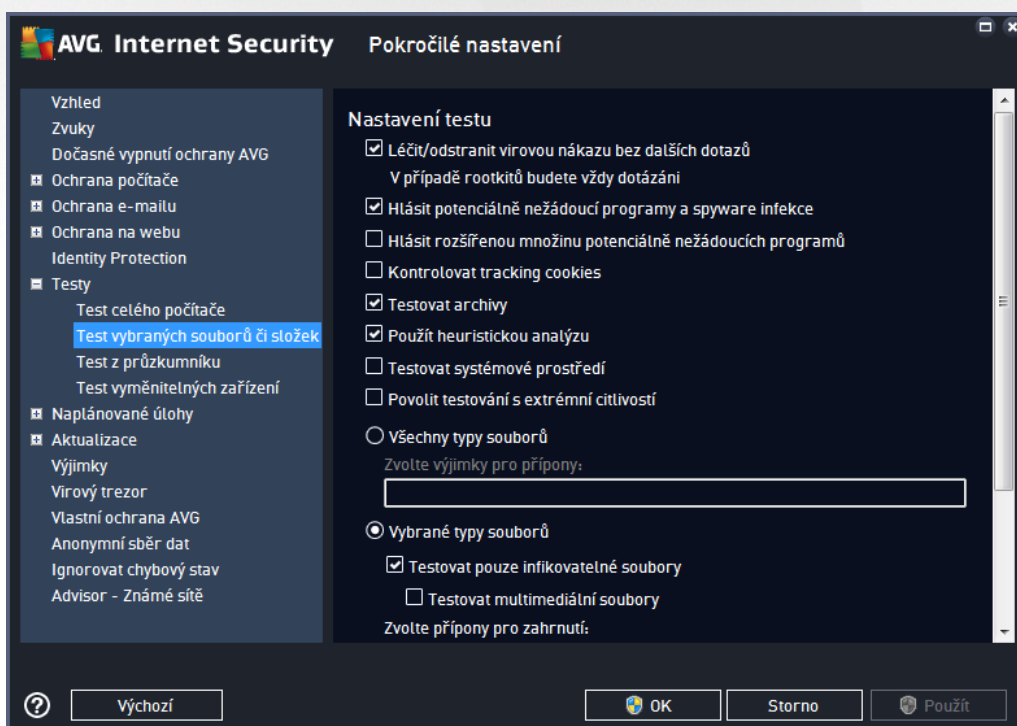 AVG. Internet Security Pokročilé nastavení
Vzhled
Zvuky
Dočasné vypnutí ochrany AVG
Ochrana počítače
Ochrana e-mailu
Ochrana na webu
Identity Protection
Testy
Test celého počítače
Test vybraných souborů či složek
Test z průzkumníku
Test vyměnitelných zařízení
Naplánované úlohy
Aktualizace
Výjimky
Virový trezor
Vlastní ochrana AVG
Anonymní sběr dat
Ignorovat chybový stav
Advisor - Známé sítě
Nastavení testu
Léčit/odstranit virovou nákazu bez dalších dotazů
V případě rootkitů budete vždy dotázáni
Hlásit potenciálně nežádoucí programy a spyware infekce
Hlásit rozšířenou množinu potenciálně nežádoucích programů
Kontrolovat tracking cookies
Testovat archivy
Použít heuristickou analýzu
Testovat systémové prostředí
Povolit testování s extrémní citlivostí
Všechny typy souborů
Zvolte výjimky pro přípony:
Vybrané typy souborů
Testovat pouze infikovatelné soubory
Testovat multimediální soubory
Zvolte přípony pro zahrnutí:
? Výchozí OK Storno Použít